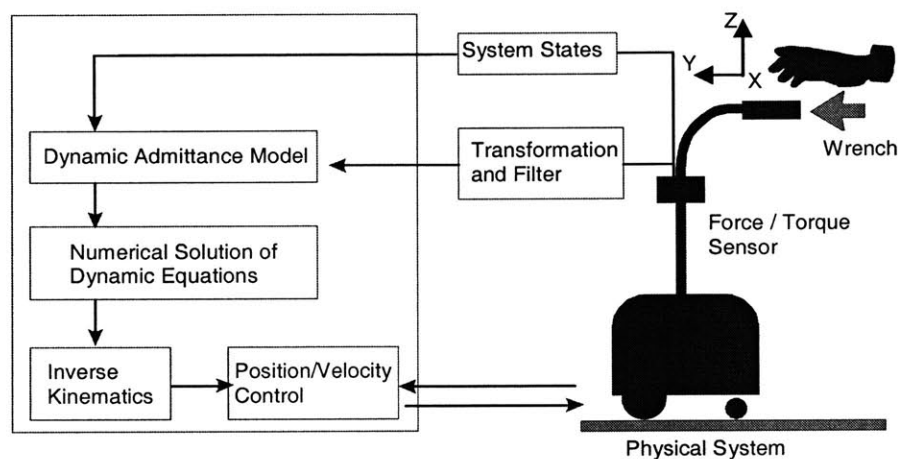 System States
Z
Y
X
Dynamic Admittance Model
Transformation
and Filter
Wrench
Force / Torque
Sensor
Numerical Solution of
Dynamic Equations
Inverse
Kinematics
Position/Velocity
Control
Physical System